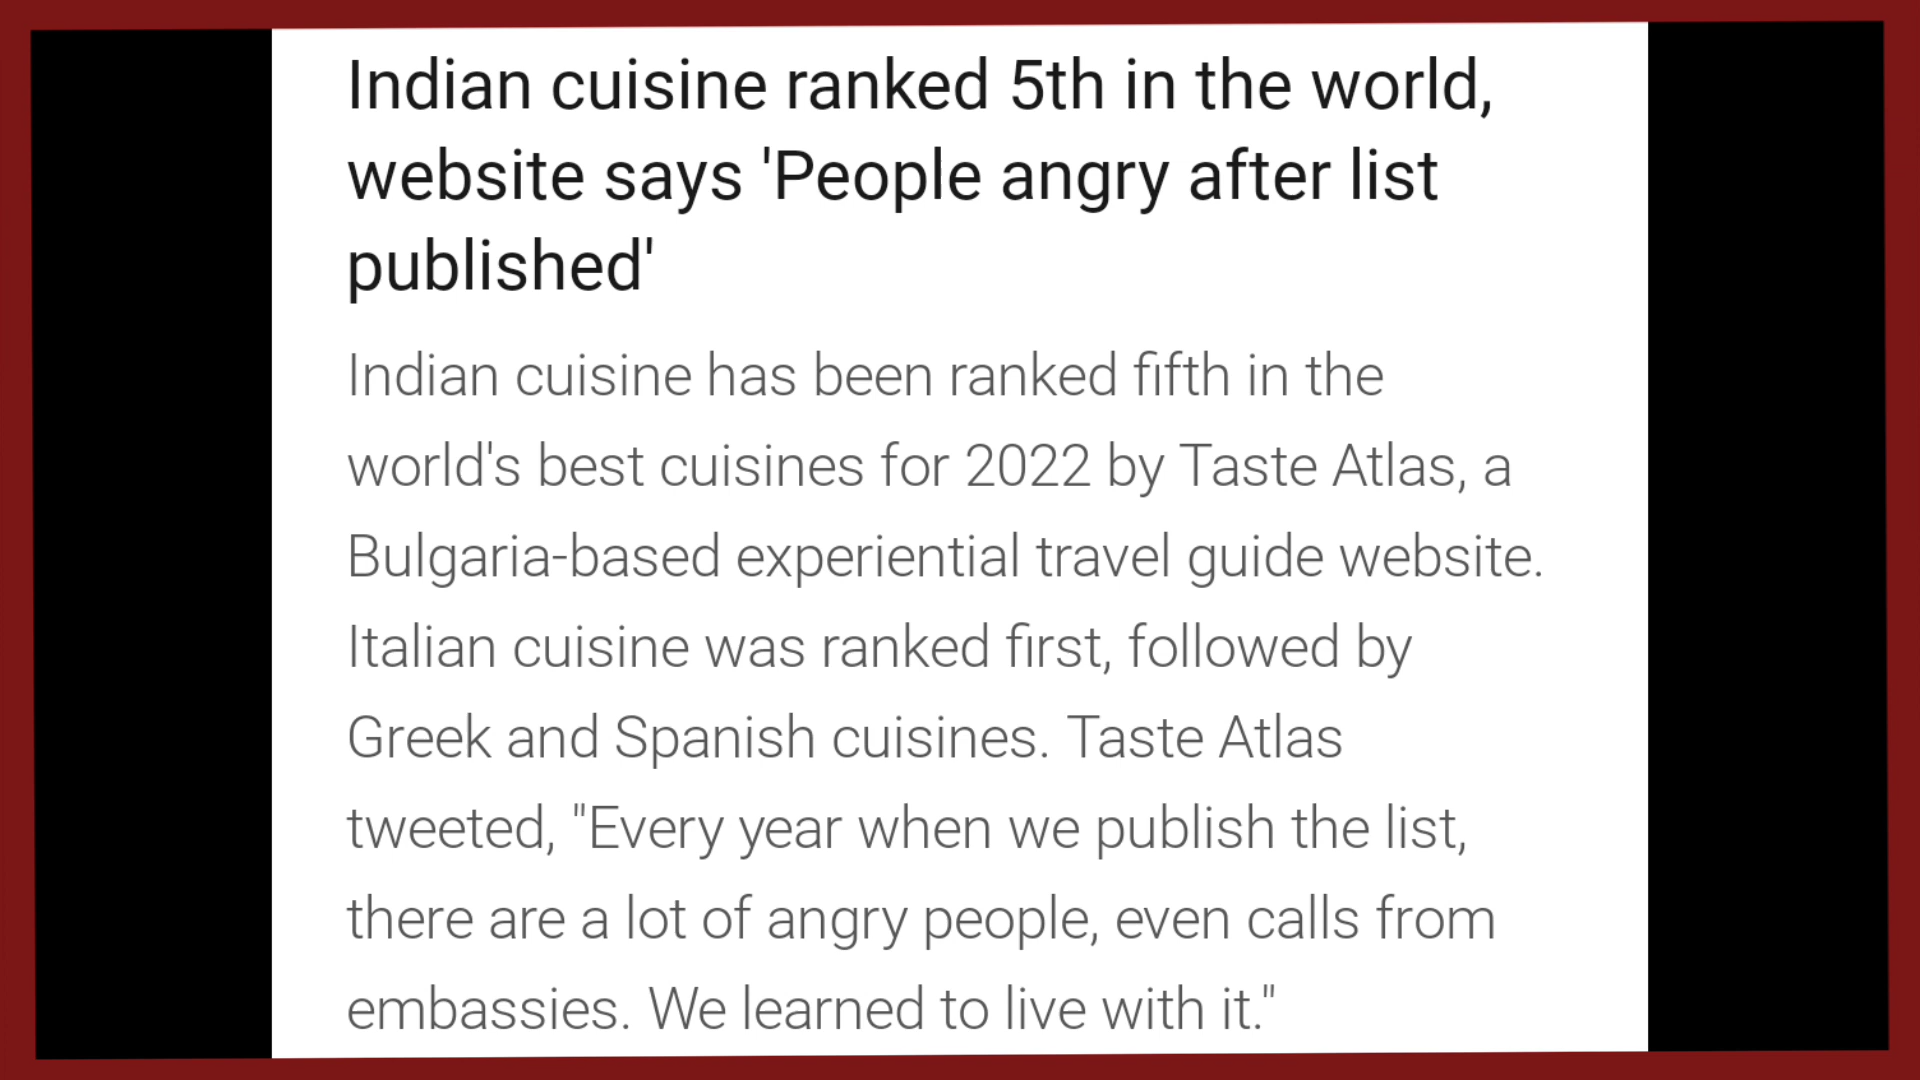 Indian cuisine ranked 5th in the world,
website says 'People angry after list
published'
Indian cuisine has been ranked fifth in the
world's best cuisines for 2022 by Taste Atlas, a
Bulgaria-based experiential travel guide website.
Italian cuisine was ranked first, followed by
Greek and Spanish cuisines. Taste Atlas
tweeted, "Every year when we publish the list,
there are a lot of angry people, even calls from
embassies. We learned to live with it."